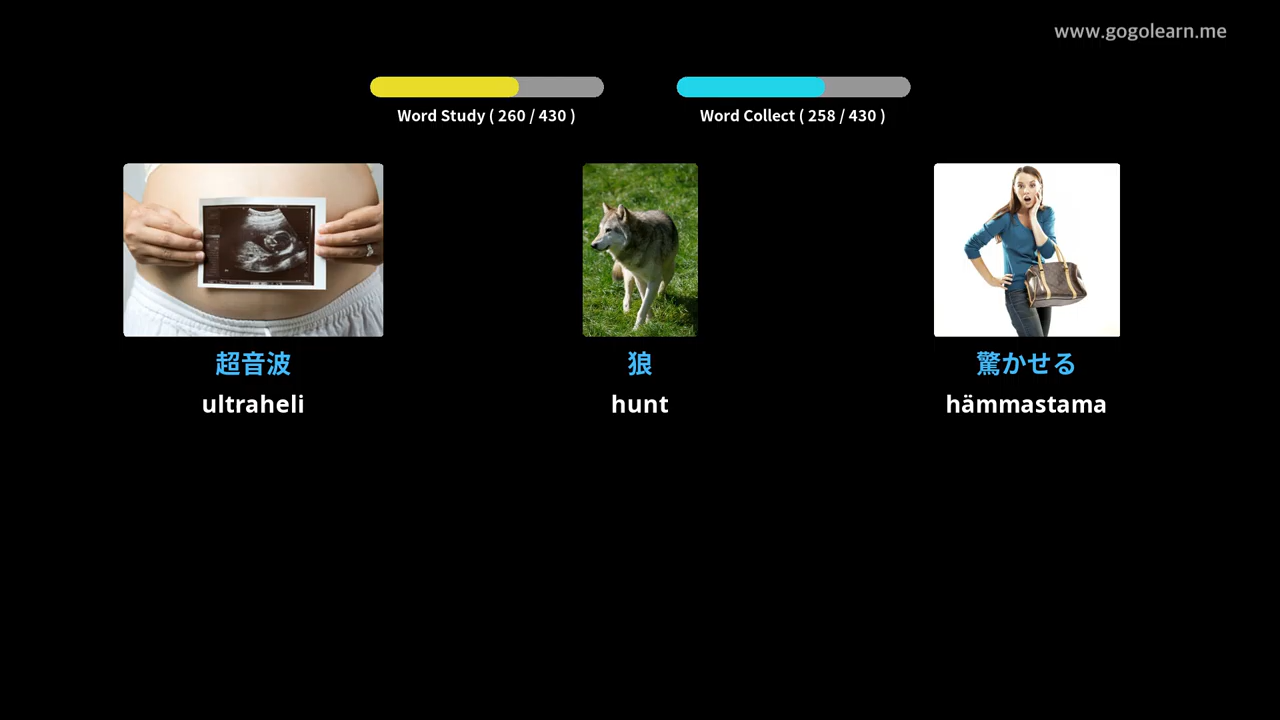 www.gogolearn.me
Word Study ( 260 / 430 )
Word Collect ( 258 / 430 )
超音波
狼
驚かせる
ultraheli
hunt
hämmastama